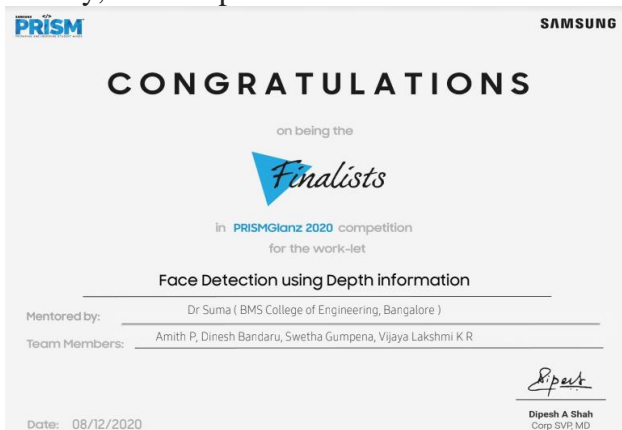 PRISM
SAMSUNG
CONGRATULATIONS
on being the
Finalists
in PRISMGlanz 2020 competition
for the work-let
Face Detection using Depth information
Mentored by: Dr Suma ( BMS College of Engineering, Bangalore )
Team Members: Amith P, Dinesh Bandaru, Swetha Gumpena, Vijaya Lakshmi K R
Dipesh A Shah
Date: 08/12/2020 Corp SVP, MD